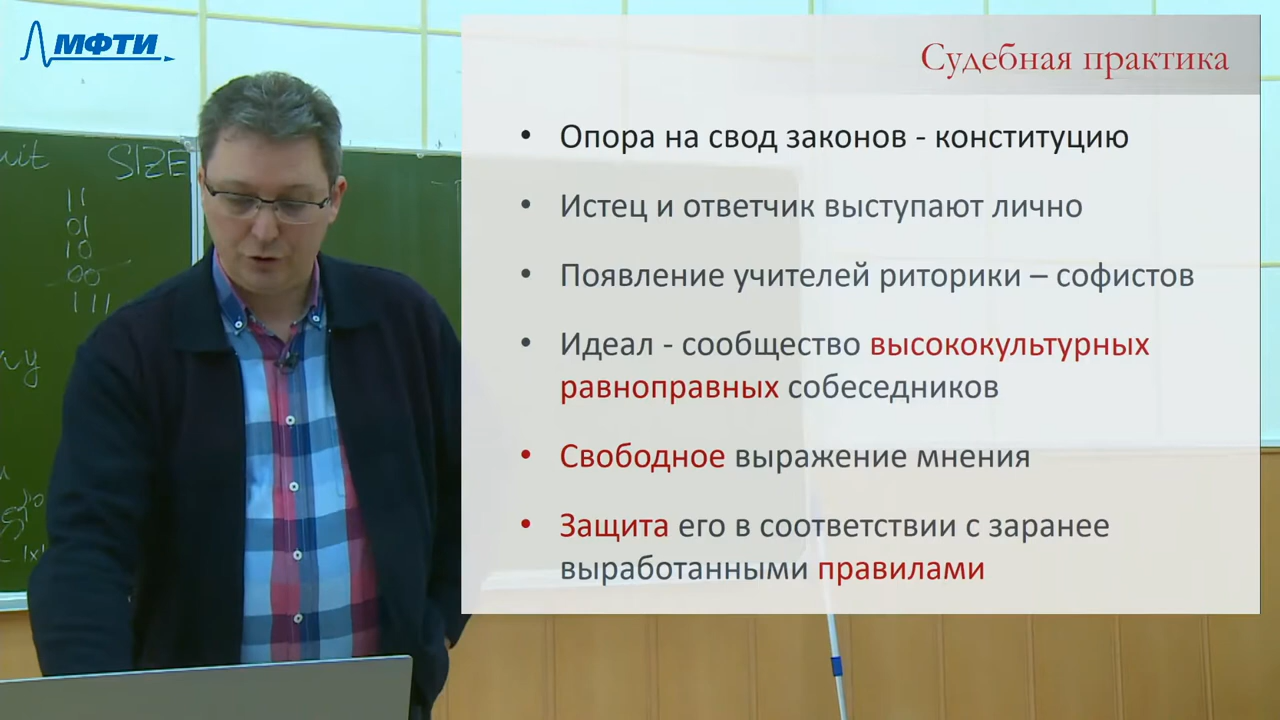 МФТИ
Судебная практика
• Опора на свод законов - конституцию
• Истец и ответчик выступают лично
• Появление учителей риторики – софистов
• Идеал - сообщество высококультурных
равноправных собеседников
• Свободное выражение мнения
• Защита его в соответствии с заранее
выработанными правилами
SIZE
11
01
10
00
111